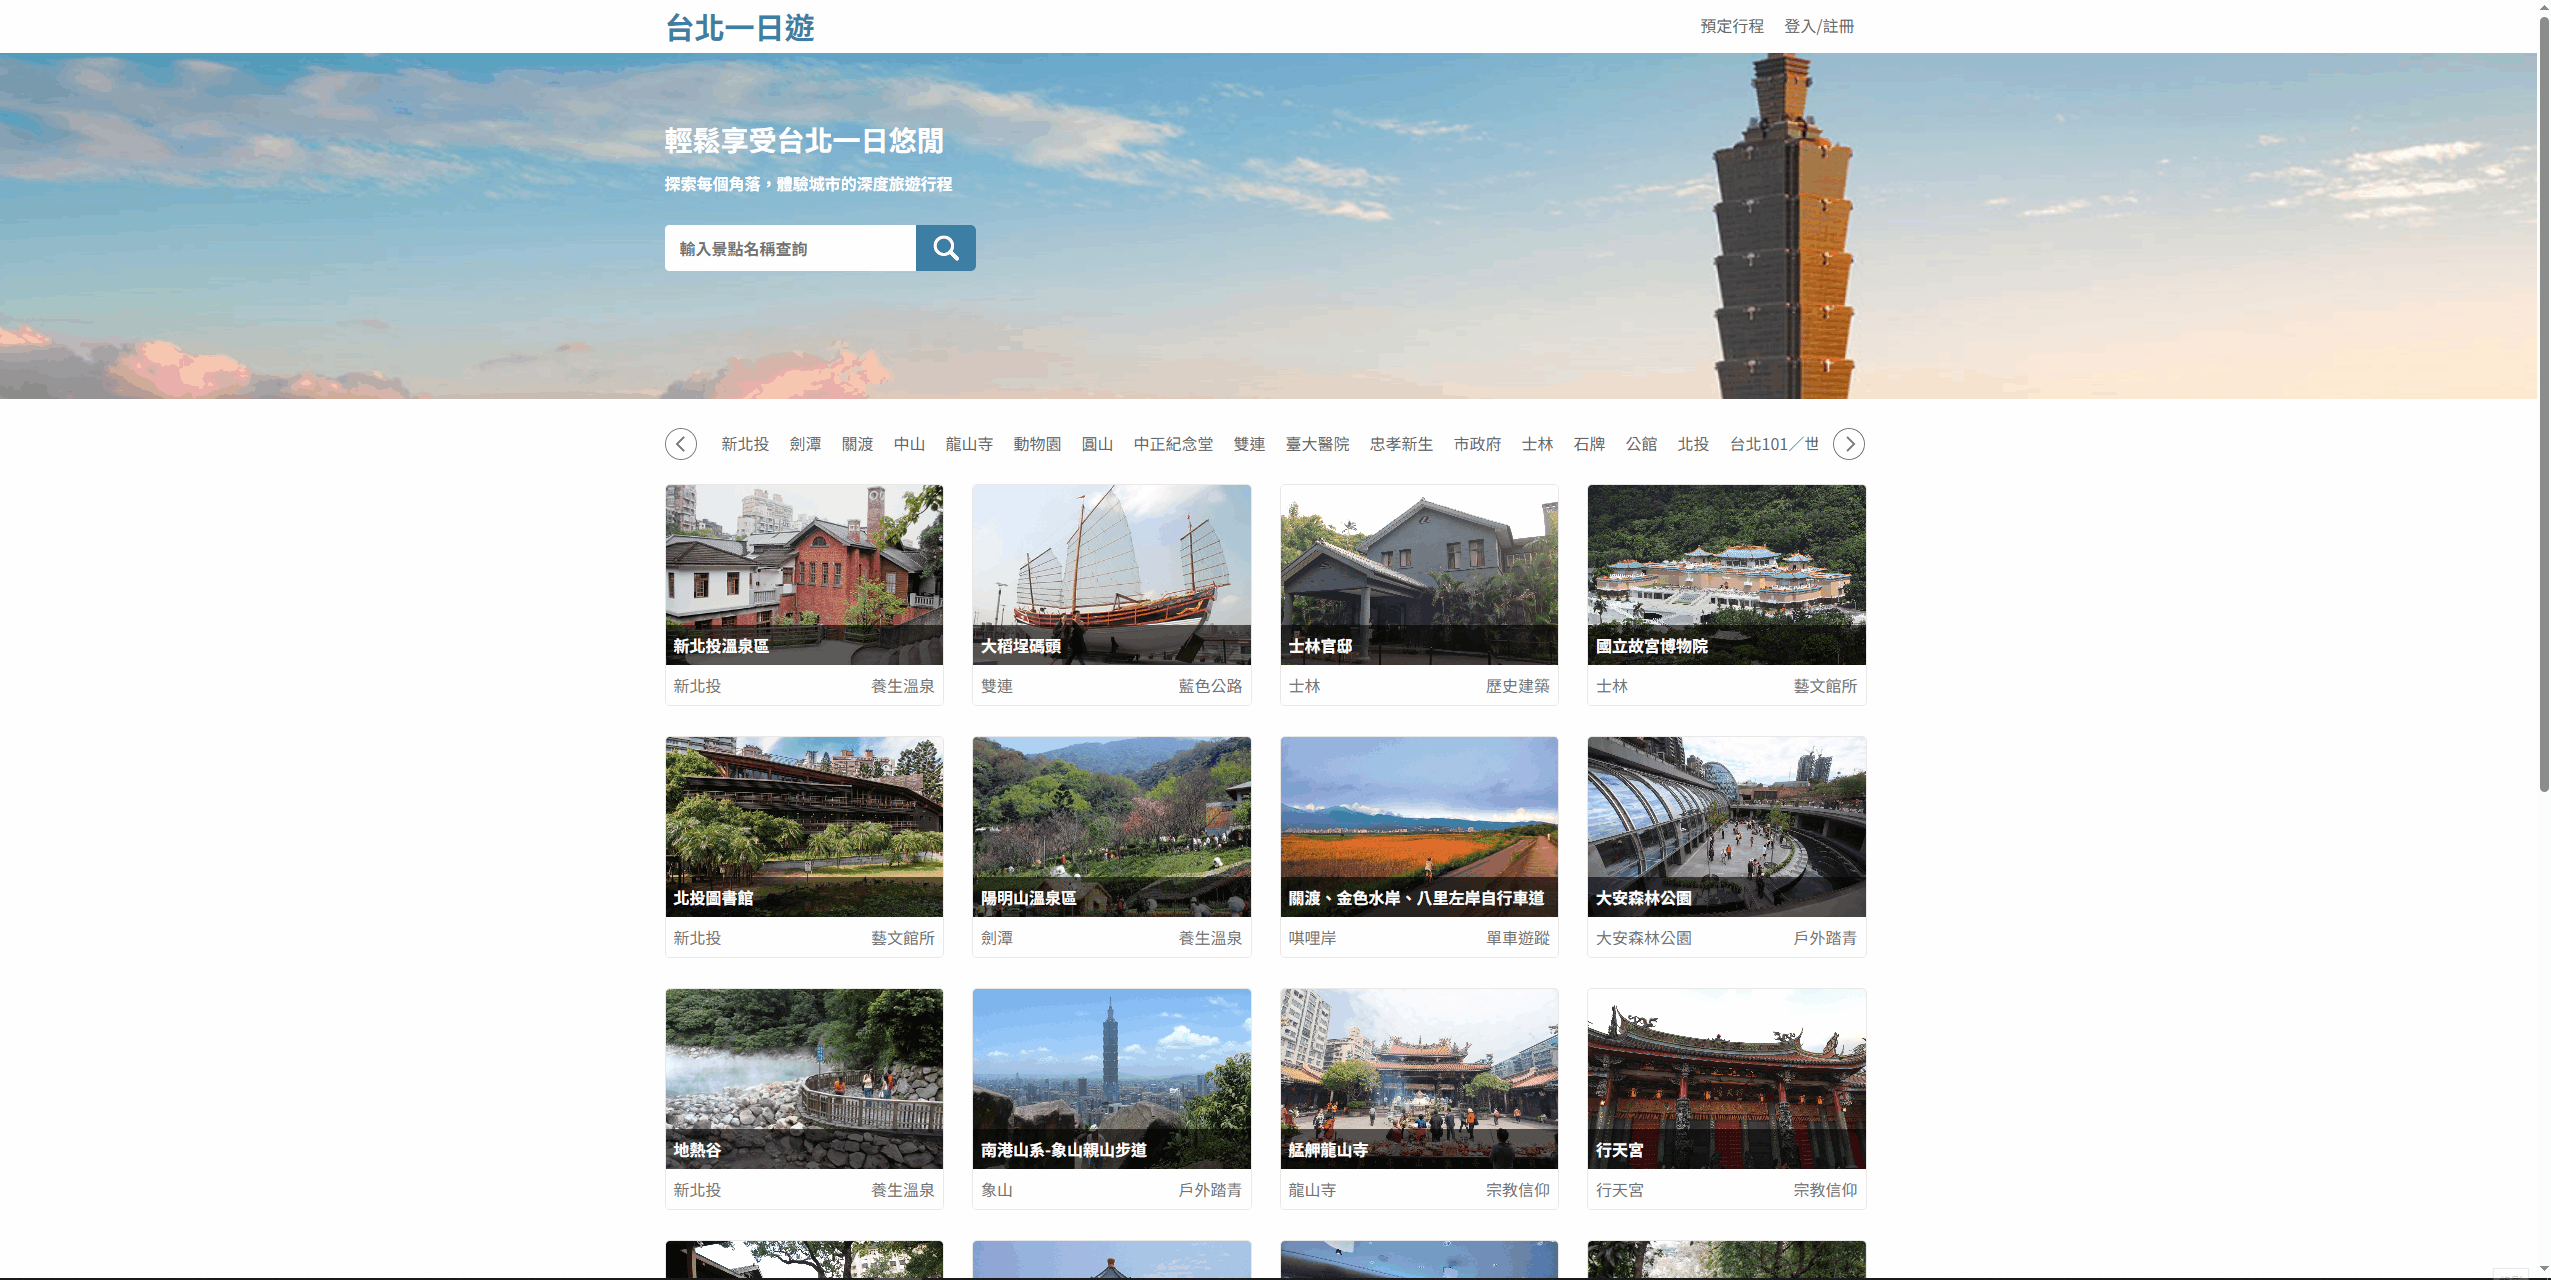 台北一日遊
預定行程 登入/註冊
輕鬆享受台北一日悠閒
探索每個角落，體驗城市的深度旅遊行程
輸入景點名稱查詢
新北投 劍潭 關渡 中山 龍山寺 動物園 圓山 中正紀念堂 雙連 臺大醫院 忠孝新生 市政府 士林 石牌 公館 北投 台北101／世
新北投溫泉區
新北投 養生溫泉
大稻埕碼頭
雙連 藍色公路
士林官邸
士林 歷史建築
國立故宮博物院
士林 藝文館所
北投圖書館
新北投 藝文館所
陽明山溫泉區
劍潭 養生溫泉
關渡、金色水岸、八里左岸自行車道
唭哩岸 單車遊蹤
大安森林公園
大安森林公園 戶外踏青
地熱谷
新北投 養生溫泉
南港山系-象山親山步道
象山 戶外踏青
艋舺龍山寺
龍山寺 宗教信仰
行天宮
行天宮 宗教信仰